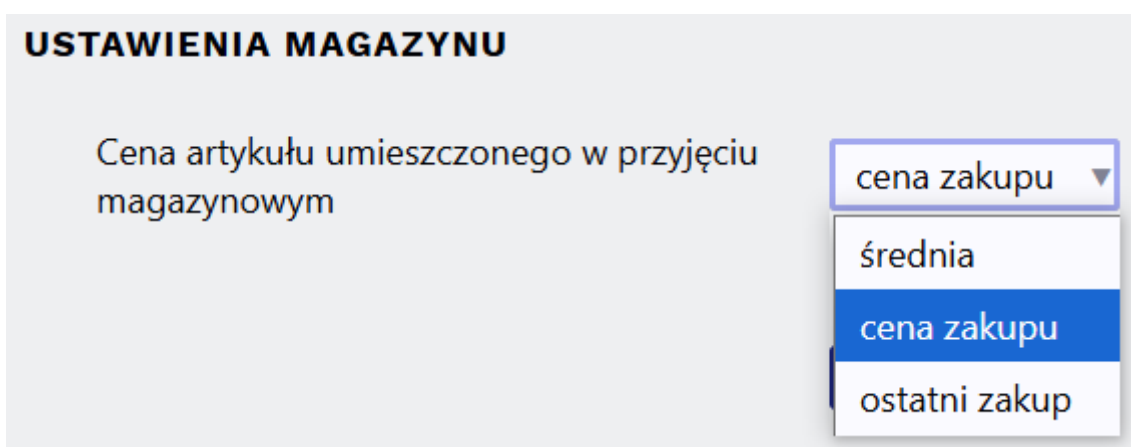 USTAWIENIA MAGAZYNU
Cena artykułu umieszczonego w przyjęciu
magazynowym
cena zakupu
średnia
cena zakupu
ostatni zakup